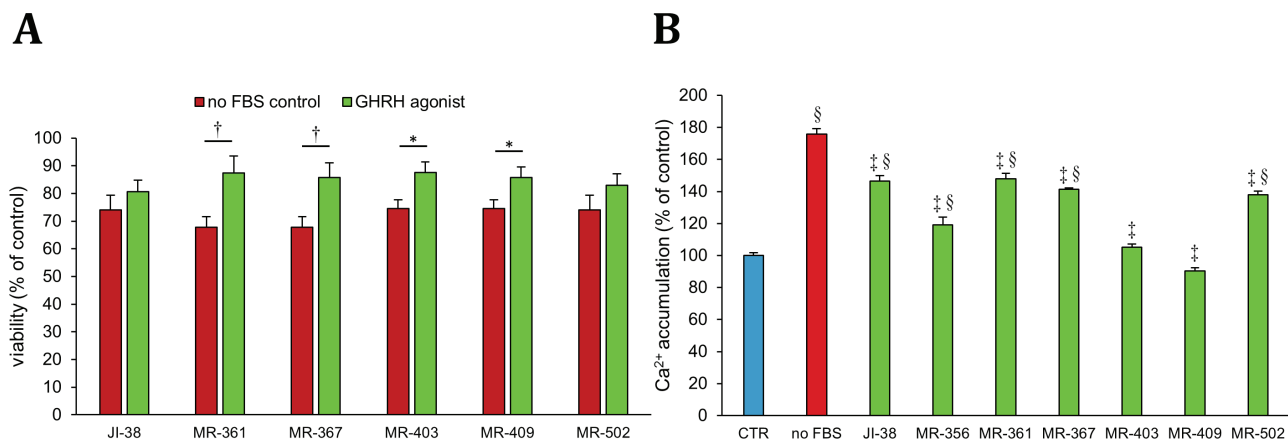 A
no FBS control GHRH agonist
† † * *
100
90
80
70
60
50
40
30
20
10
0
viability (% of control)
JI-38 MR-361 MR-367 MR-403 MR-409 MR-502
B
200
180
160
140
120
100
80
60
40
20
0
Ca²⁺ accumulation (% of control)
§
‡ § ‡ § ‡ § ‡ § ‡ ‡ ‡ §
CTR no FBS JI-38 MR-356 MR-361 MR-367 MR-403 MR-409 MR-502